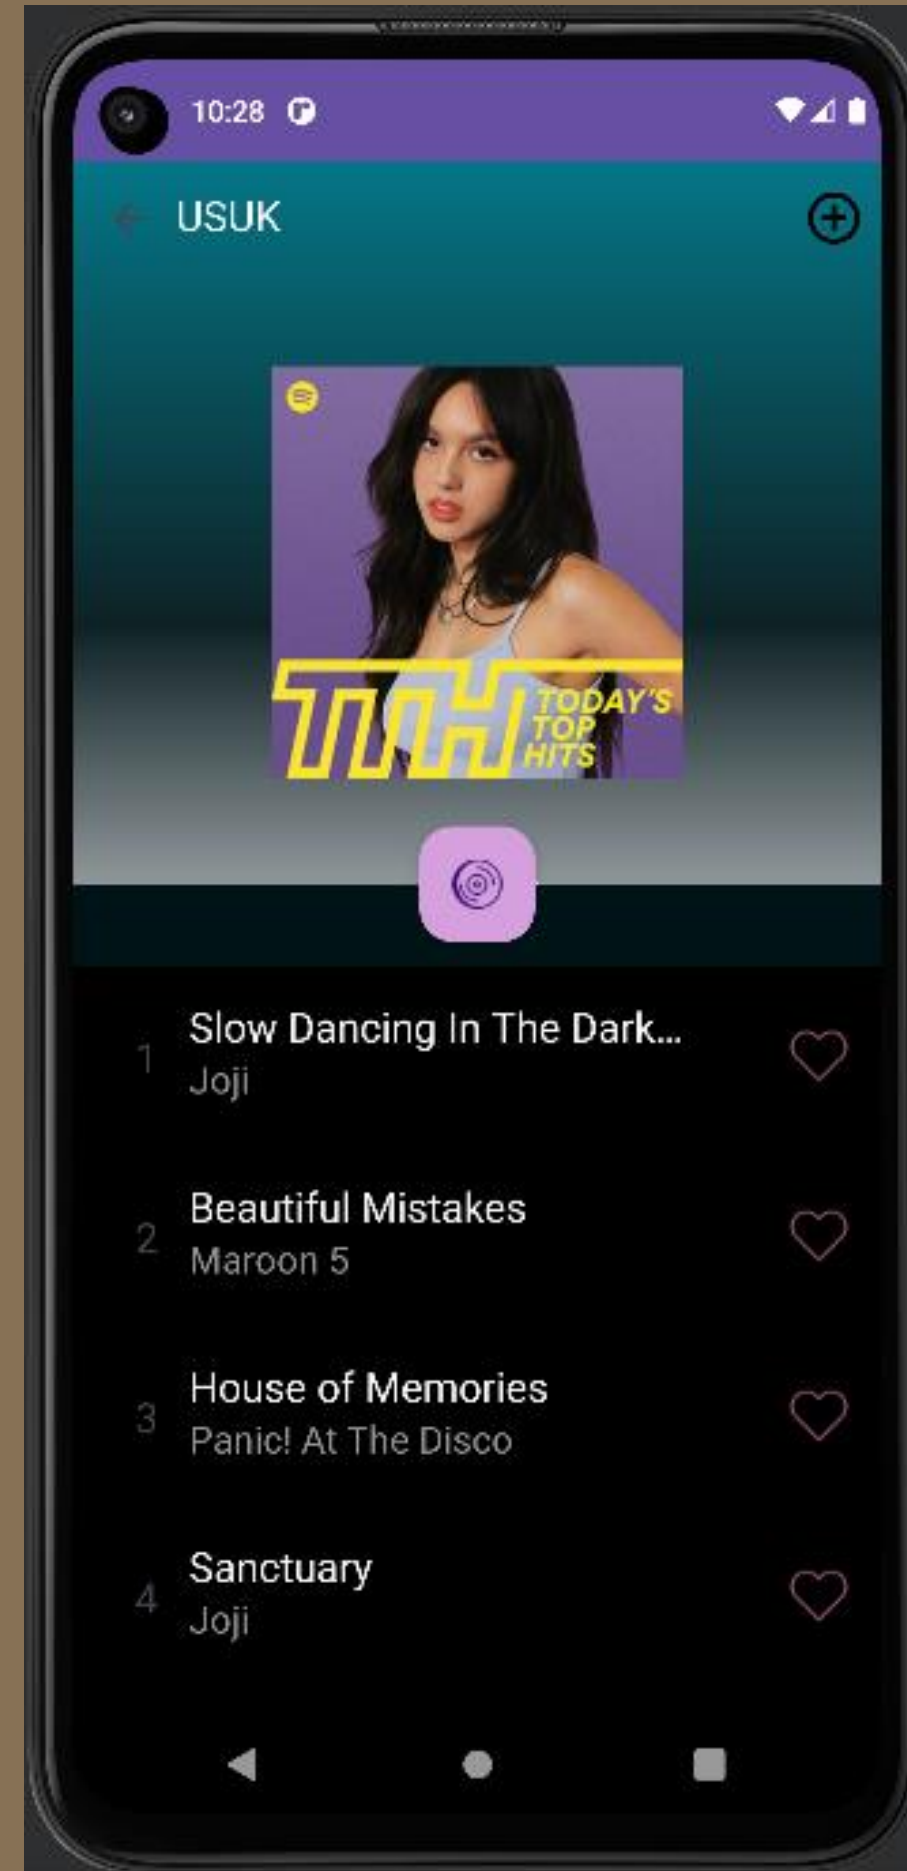 10:28
USUK
TTH TODAY'S
TOP
HITS
1
Slow Dancing In The Dark...
Joji
2
Beautiful Mistakes
Maroon 5
3
House of Memories
Panic! At The Disco
4
Sanctuary
Joji